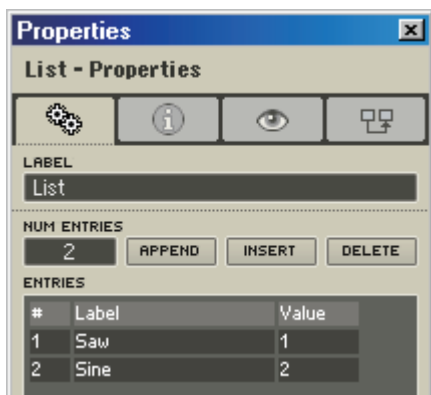 Properties
List - Properties
LABEL
List
NUM ENTRIES
2 APPEND INSERT DELETE
ENTRIES
# Label Value
1 Saw 1
2 Sine 2